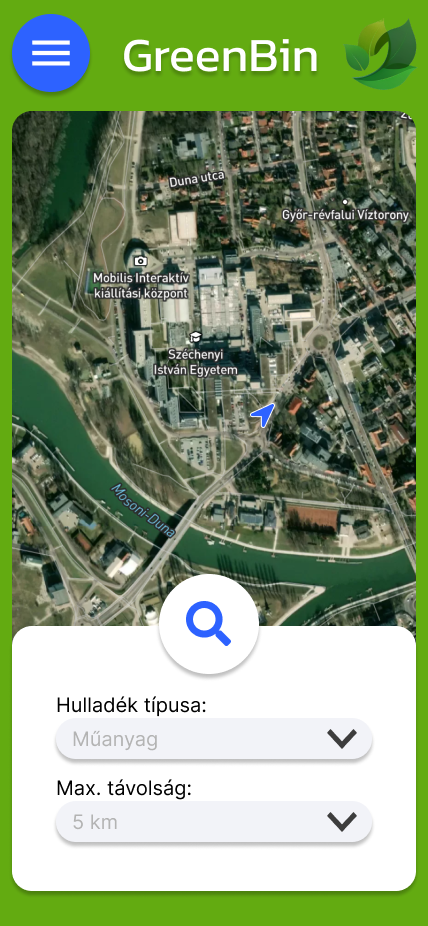 GreenBin
Duna utca
Győr-révfalui Víztorony
Mobilis Interaktív
kiállítási központ
Széchenyi
István Egyetem
Mosoni-Duna
Hulladék típusa:
Műanyag
Max. távolság:
5 km